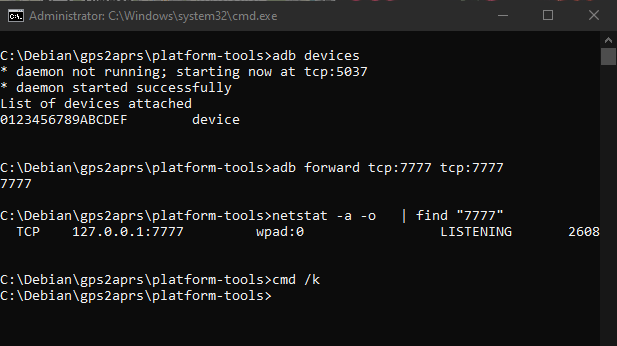 Administrator: C:\Windows\system32\cmd.exe
C:\Debian\gps2aprs\platform-tools>adb devices
* daemon not running; starting now at tcp:5037
* daemon started successfully
List of devices attached
0123456789ABCDEF        device
C:\Debian\gps2aprs\platform-tools>adb forward tcp:7777 tcp:7777
7777
C:\Debian\gps2aprs\platform-tools>netstat -a -o   | find "7777"
  TCP    127.0.0.1:7777         wpad:0                 LISTENING       2608
C:\Debian\gps2aprs\platform-tools>cmd /k
C:\Debian\gps2aprs\platform-tools>